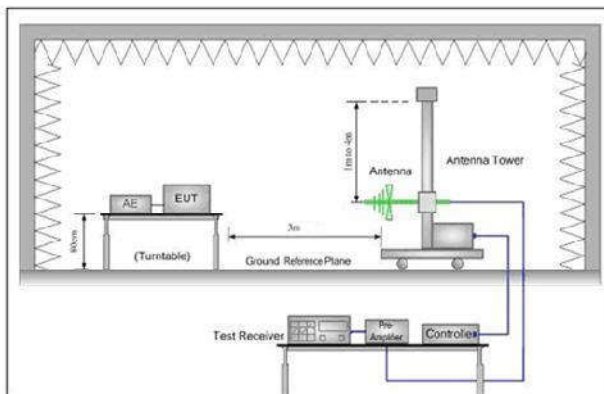 1m to 4m
Antenna
Antenna Tower
AE
EUT
80cm
3m
(Turntable)
Ground Reference Plane
Test Receiver
Pre-
Amplifier
Controller